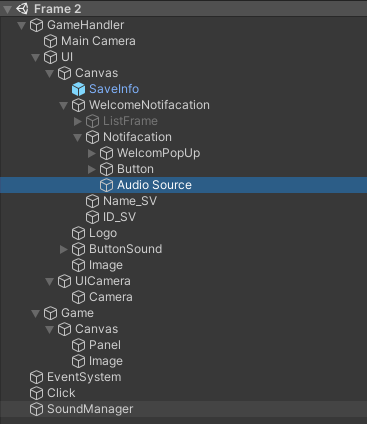 Frame 2
GameHandler
Main Camera
UI
Canvas
SaveInfo
WelcomeNotifacation
ListFrame
Notifacation
WelcomPopUp
Button
Audio Source
Name_SV
ID_SV
Logo
ButtonSound
Image
UICamera
Camera
Game
Canvas
Panel
Image
EventSystem
Click
SoundManager